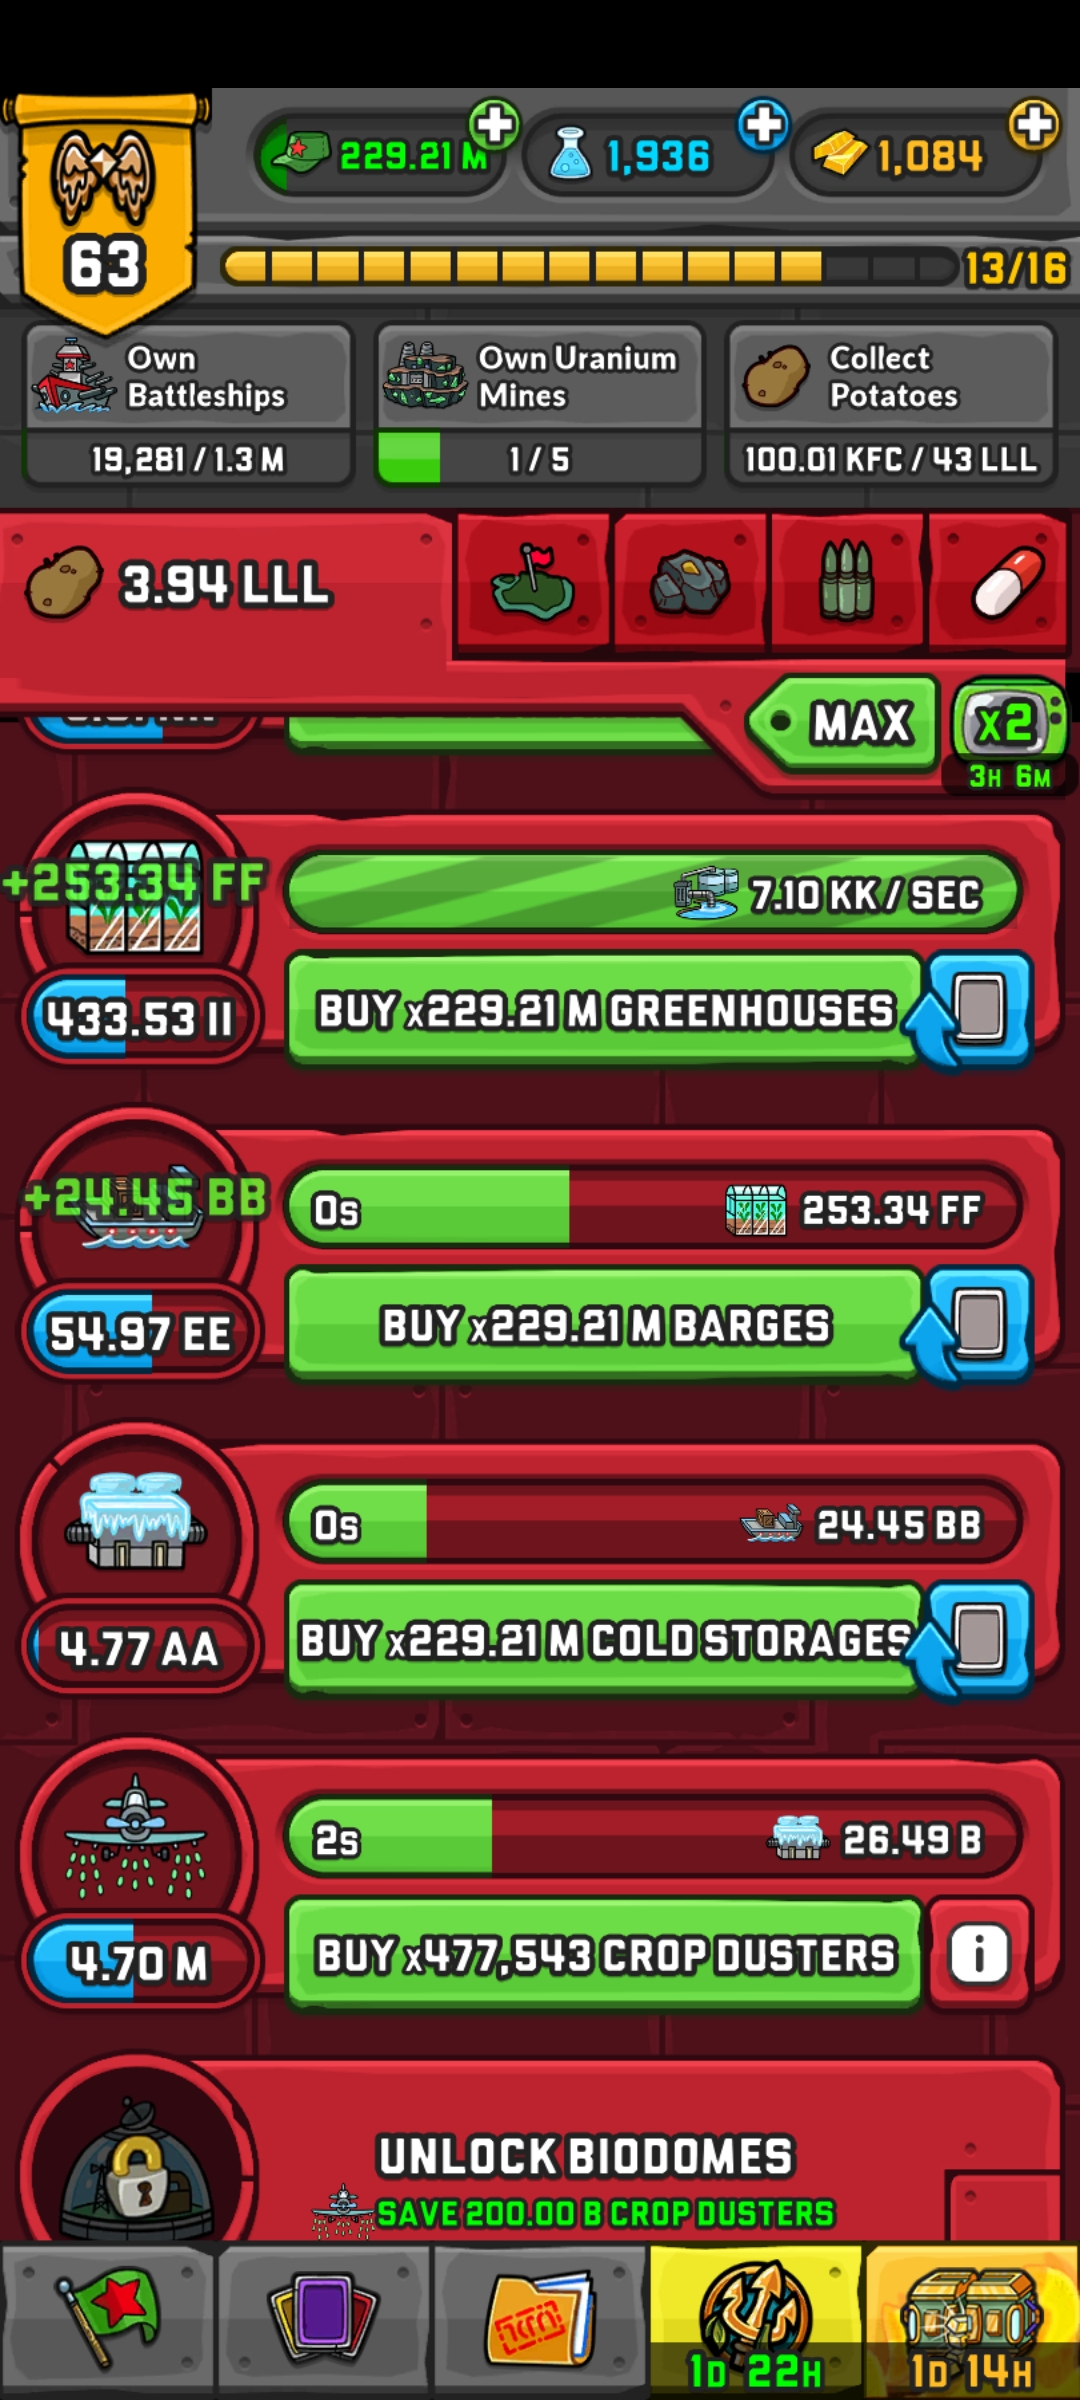 229.21 M
1,936
1,084
63
13/16
Own
Battleships
19,281 / 1.3 M
Own Uranium
Mines
1 / 5
Collect
Potatoes
100.01 KFC / 43 LLL
3.94 LLL
MAX
x2
3H 6M
+253.34 FF
7.10 KK / SEC
433.53 II
BUY x229.21 M GREENHOUSES
+24.45 BB
0s
253.34 FF
54.97 EE
BUY x229.21 M BARGES
0s
24.45 BB
4.77 AA
BUY x229.21 M COLD STORAGES
2s
26.49 B
4.70 M
BUY x477,543 CROP DUSTERS
i
UNLOCK BIODOMES
SAVE 200.00 B CROP DUSTERS
1D 22H
1D 14H